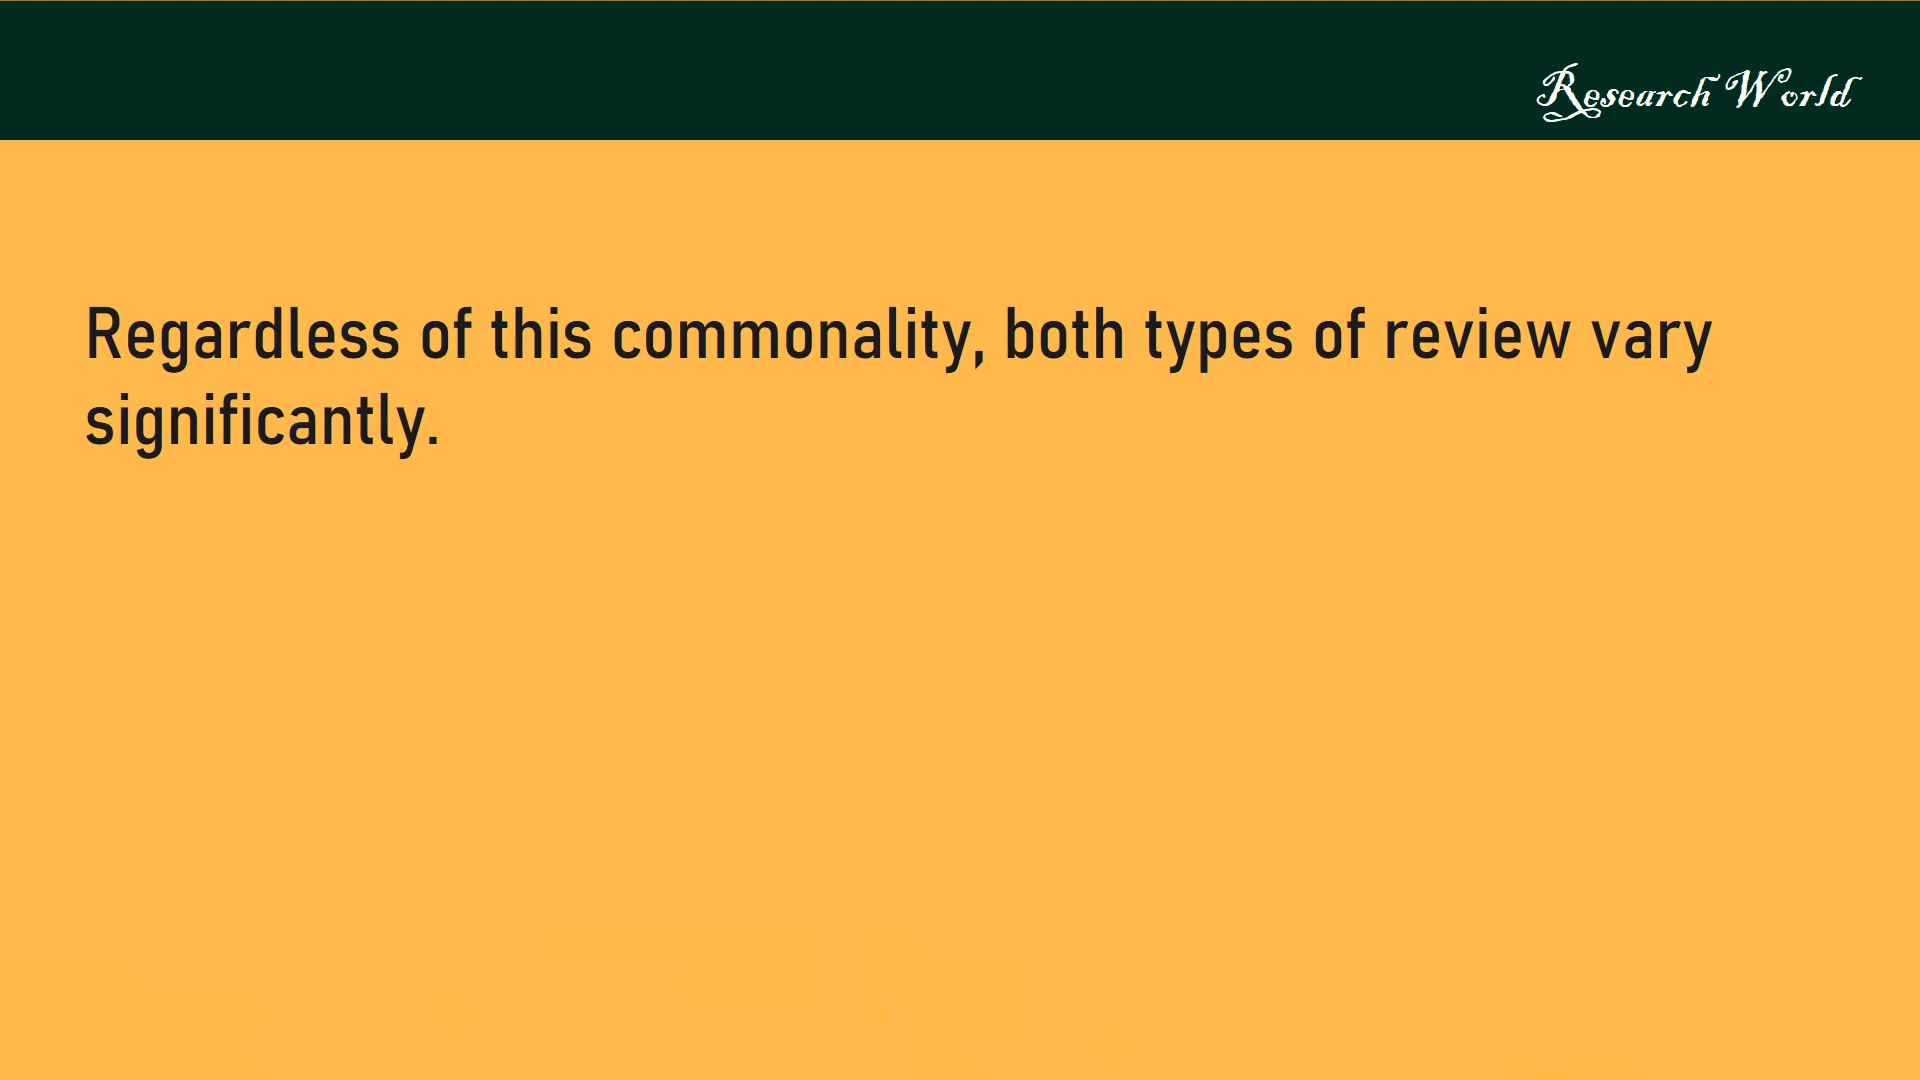 Research World
Regardless of this commonality, both types of review vary
significantly.